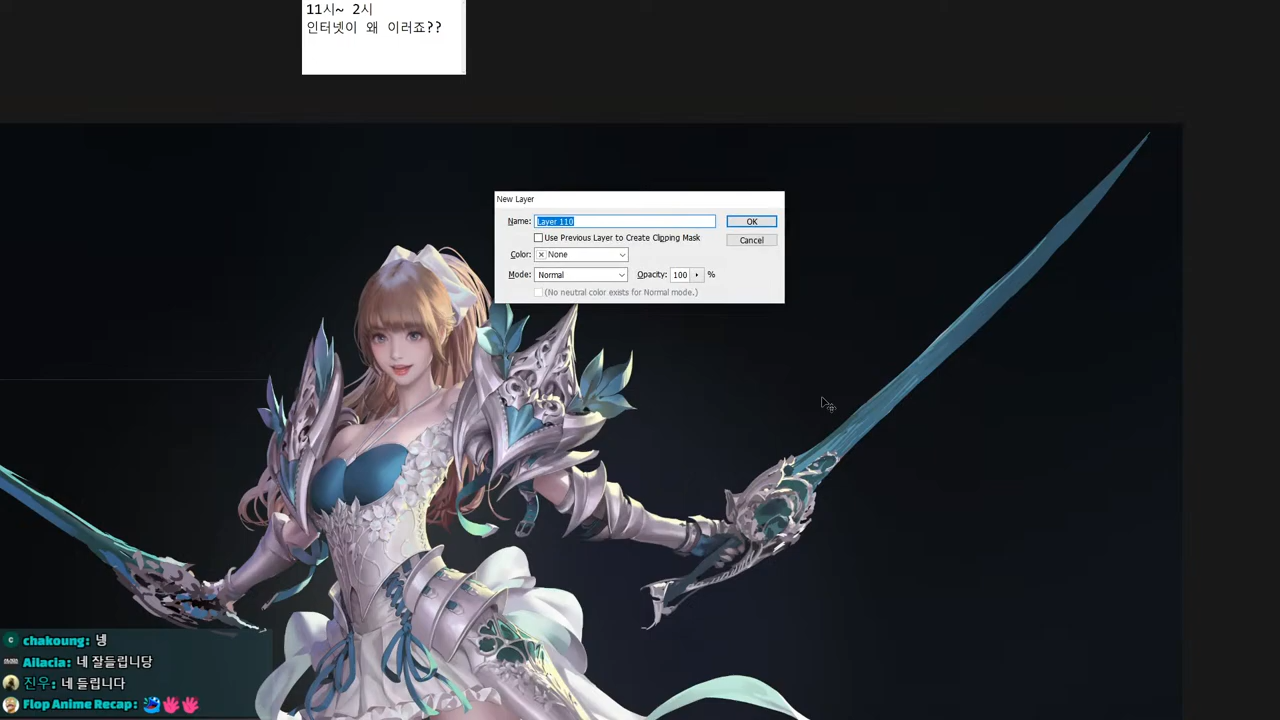 11시~ 2시
인터넷이 왜 이러죠??
New Layer
Name: Layer 110
OK
Use Previous Layer to Create Clipping Mask
Cancel
Color: None
Mode: Normal Opacity: 100 %
(No neutral color exists for Normal mode.)
chakoung: 넹
Ailacia: 네 잘들립니당
진우: 네 들립니다
Flop Anime Recap: